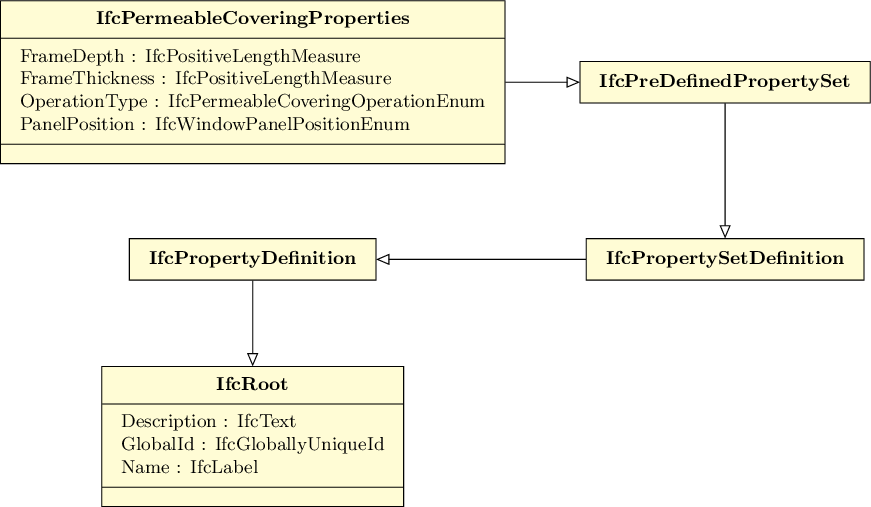 IfcPermeableCoveringProperties
FrameDepth : IfcPositiveLengthMeasure
FrameThickness : IfcPositiveLengthMeasure
OperationType : IfcPermeableCoveringOperationEnum
PanelPosition : IfcWindowPanelPositionEnum
IfcPreDefinedPropertySet
IfcPropertyDefinition
IfcPropertySetDefinition
IfcRoot
Description : IfcText
GlobalId : IfcGloballyUniqueId
Name : IfcLabel